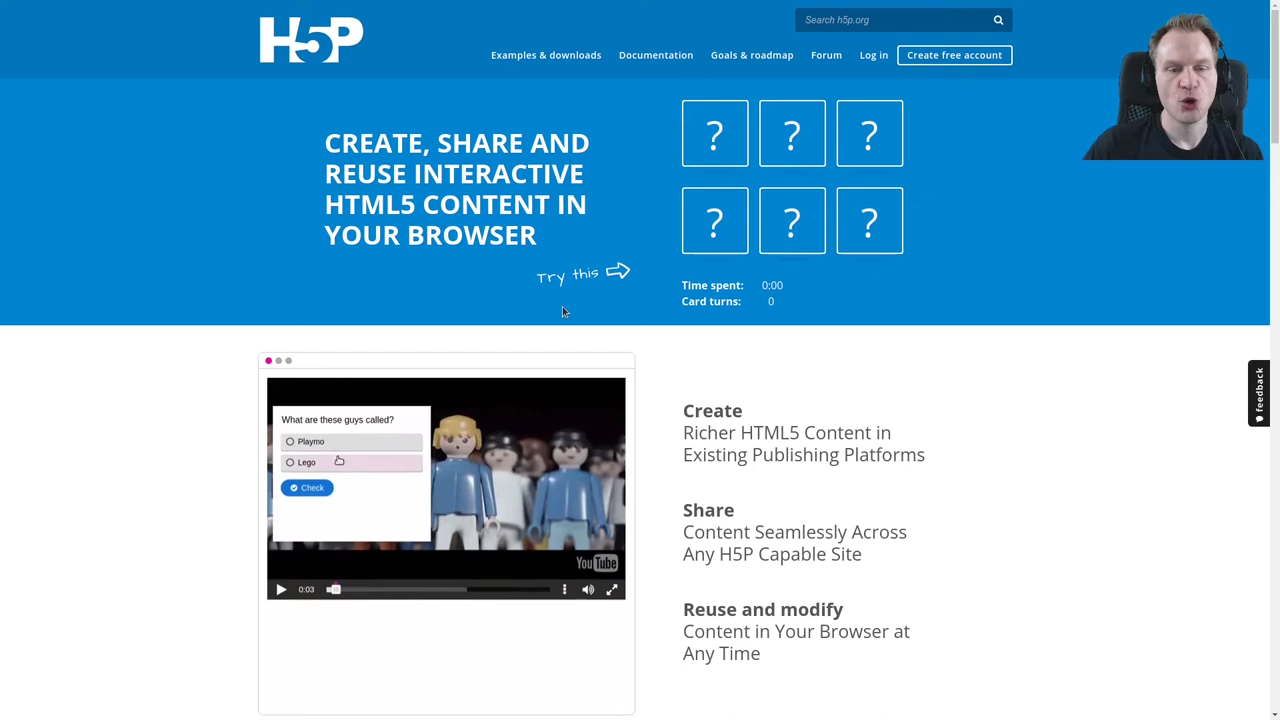 H5P
Search h5p.org
Examples & downloads
Documentation
Goals & roadmap
Forum
Log in
Create free account
CREATE, SHARE AND
REUSE INTERACTIVE
HTML5 CONTENT IN
YOUR BROWSER
Try this
? ? ?
? ? ?
Time spent: 0:00
Card turns: 0
What are these guys called?
Playmo
Lego
Check
YouTube
0:03
Create
Richer HTML5 Content in
Existing Publishing Platforms
Share
Content Seamlessly Across
Any H5P Capable Site
Reuse and modify
Content in Your Browser at
Any Time
feedback